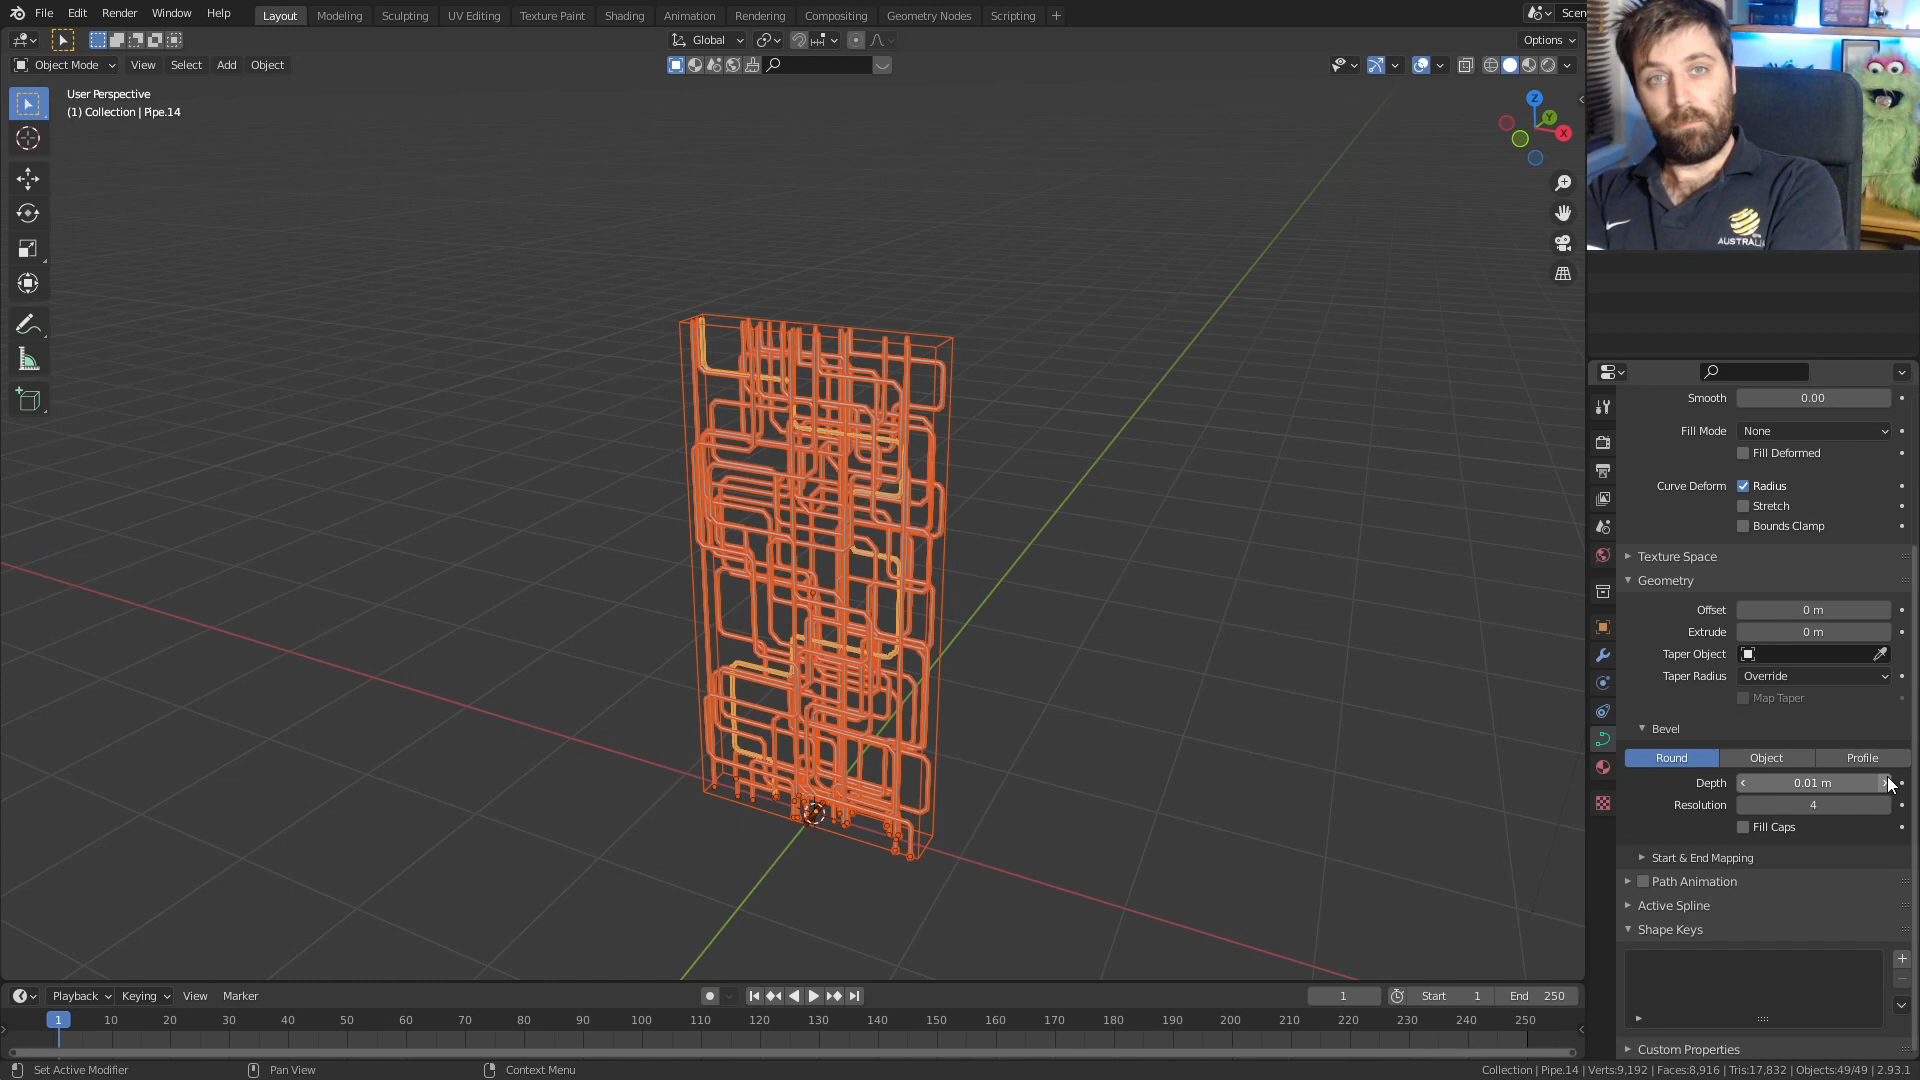 File Edit Render Window Help
Layout Modeling Sculpting UV Editing Texture Paint Shading Animation Rendering Compositing Geometry Nodes Scripting +
Scen
Global
Options
Object Mode View Select Add Object
User Perspective
(1) Collection | Pipe.14
Z
Y
X
AUSTRALIA
Smooth 0.00
Fill Mode None
Fill Deformed
Curve Deform Radius
Stretch
Bounds Clamp
Texture Space
Geometry
Offset 0 m
Extrude 0 m
Taper Object
Taper Radius Override
Map Taper
Bevel
Round Object Profile
Depth 0.01 m
Resolution 4
Fill Caps
Start & End Mapping
Path Animation
Active Spline
Shape Keys
Custom Properties
Playback Keying View Marker
1 Start 1 End 250
1 10 20 30 40 50 60 70 80 90 100 110 120 130 140 150 160 170 180 190 200 210 220 230 240 250
Set Active Modifier Pan View Context Menu
Collection | Pipe.14 | Verts:9,192 | Faces:8,916 | Tris:17,832 | Objects:49/49 | 2.93.1